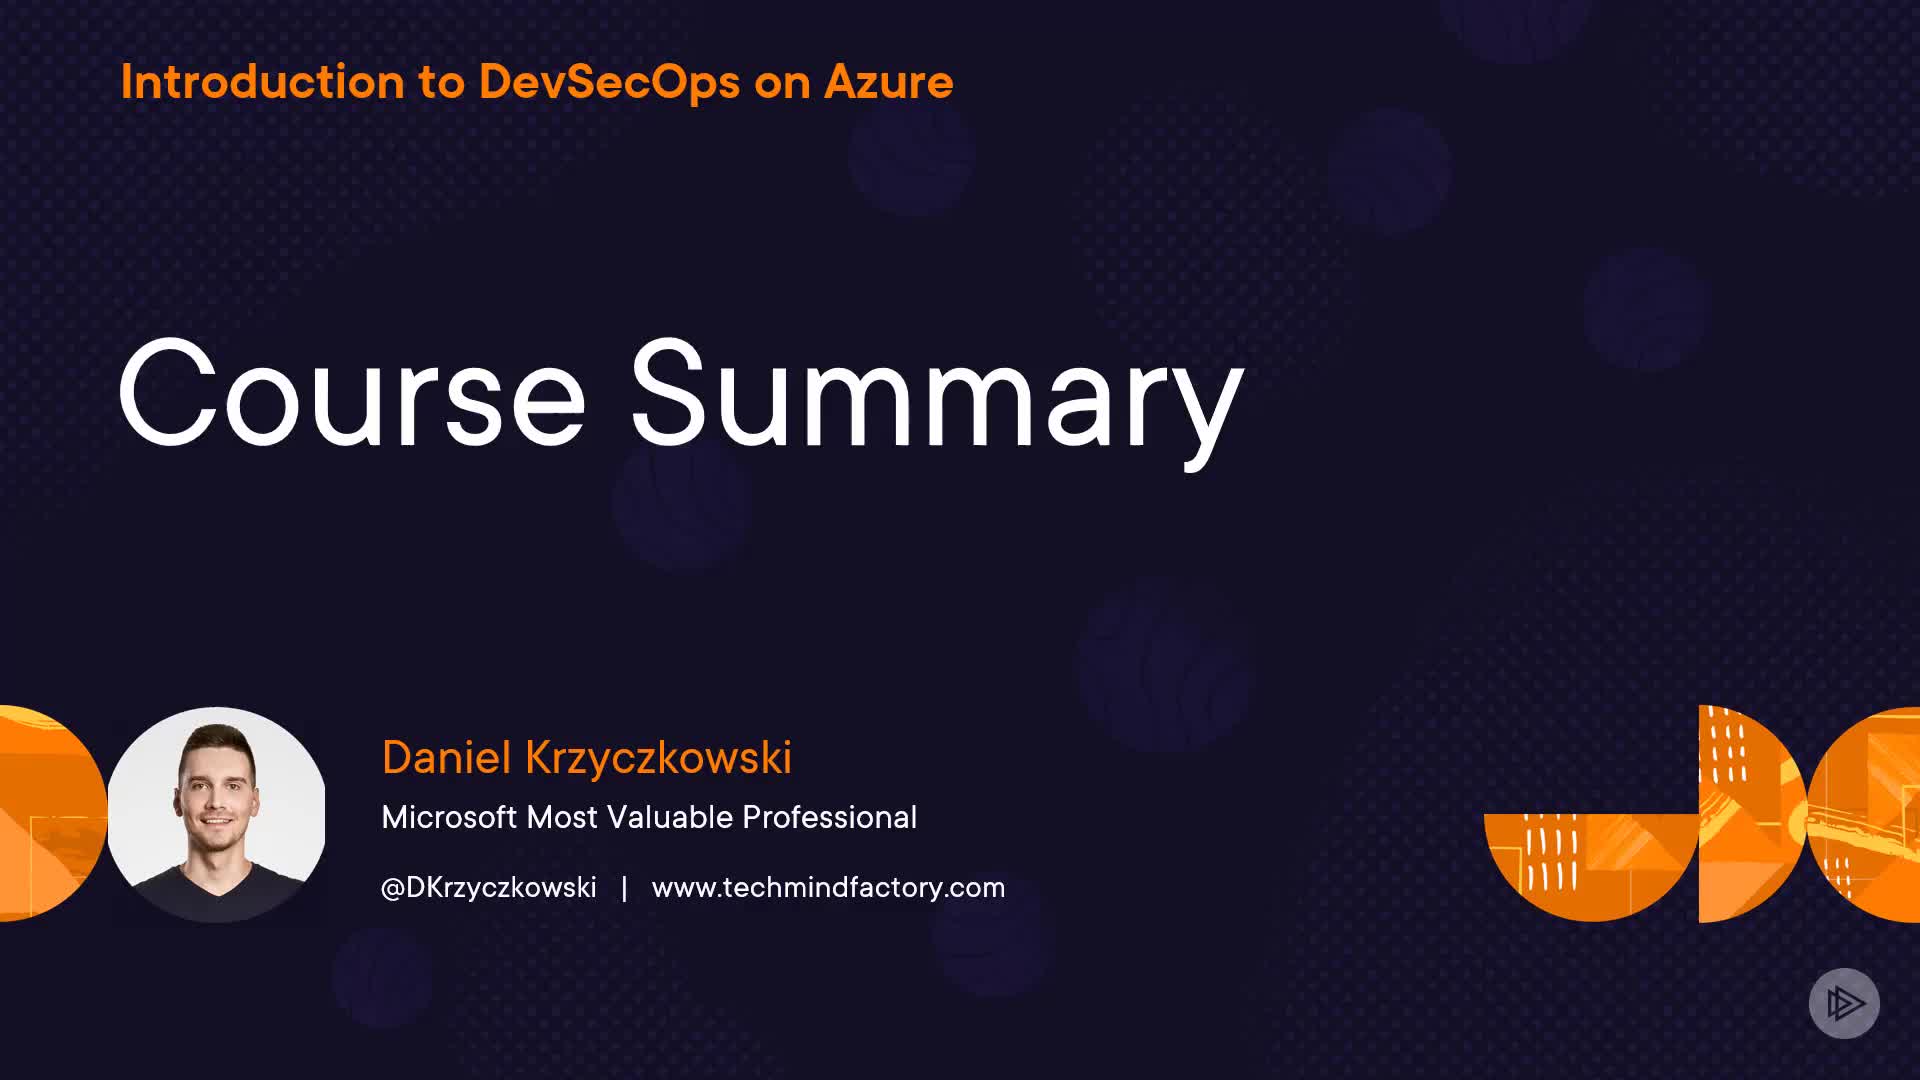 Introduction to DevSecOps on Azure
Course Summary
Daniel Krzyczkowski
Microsoft Most Valuable Professional
@DKrzyczkowski | www.techmindfactory.com